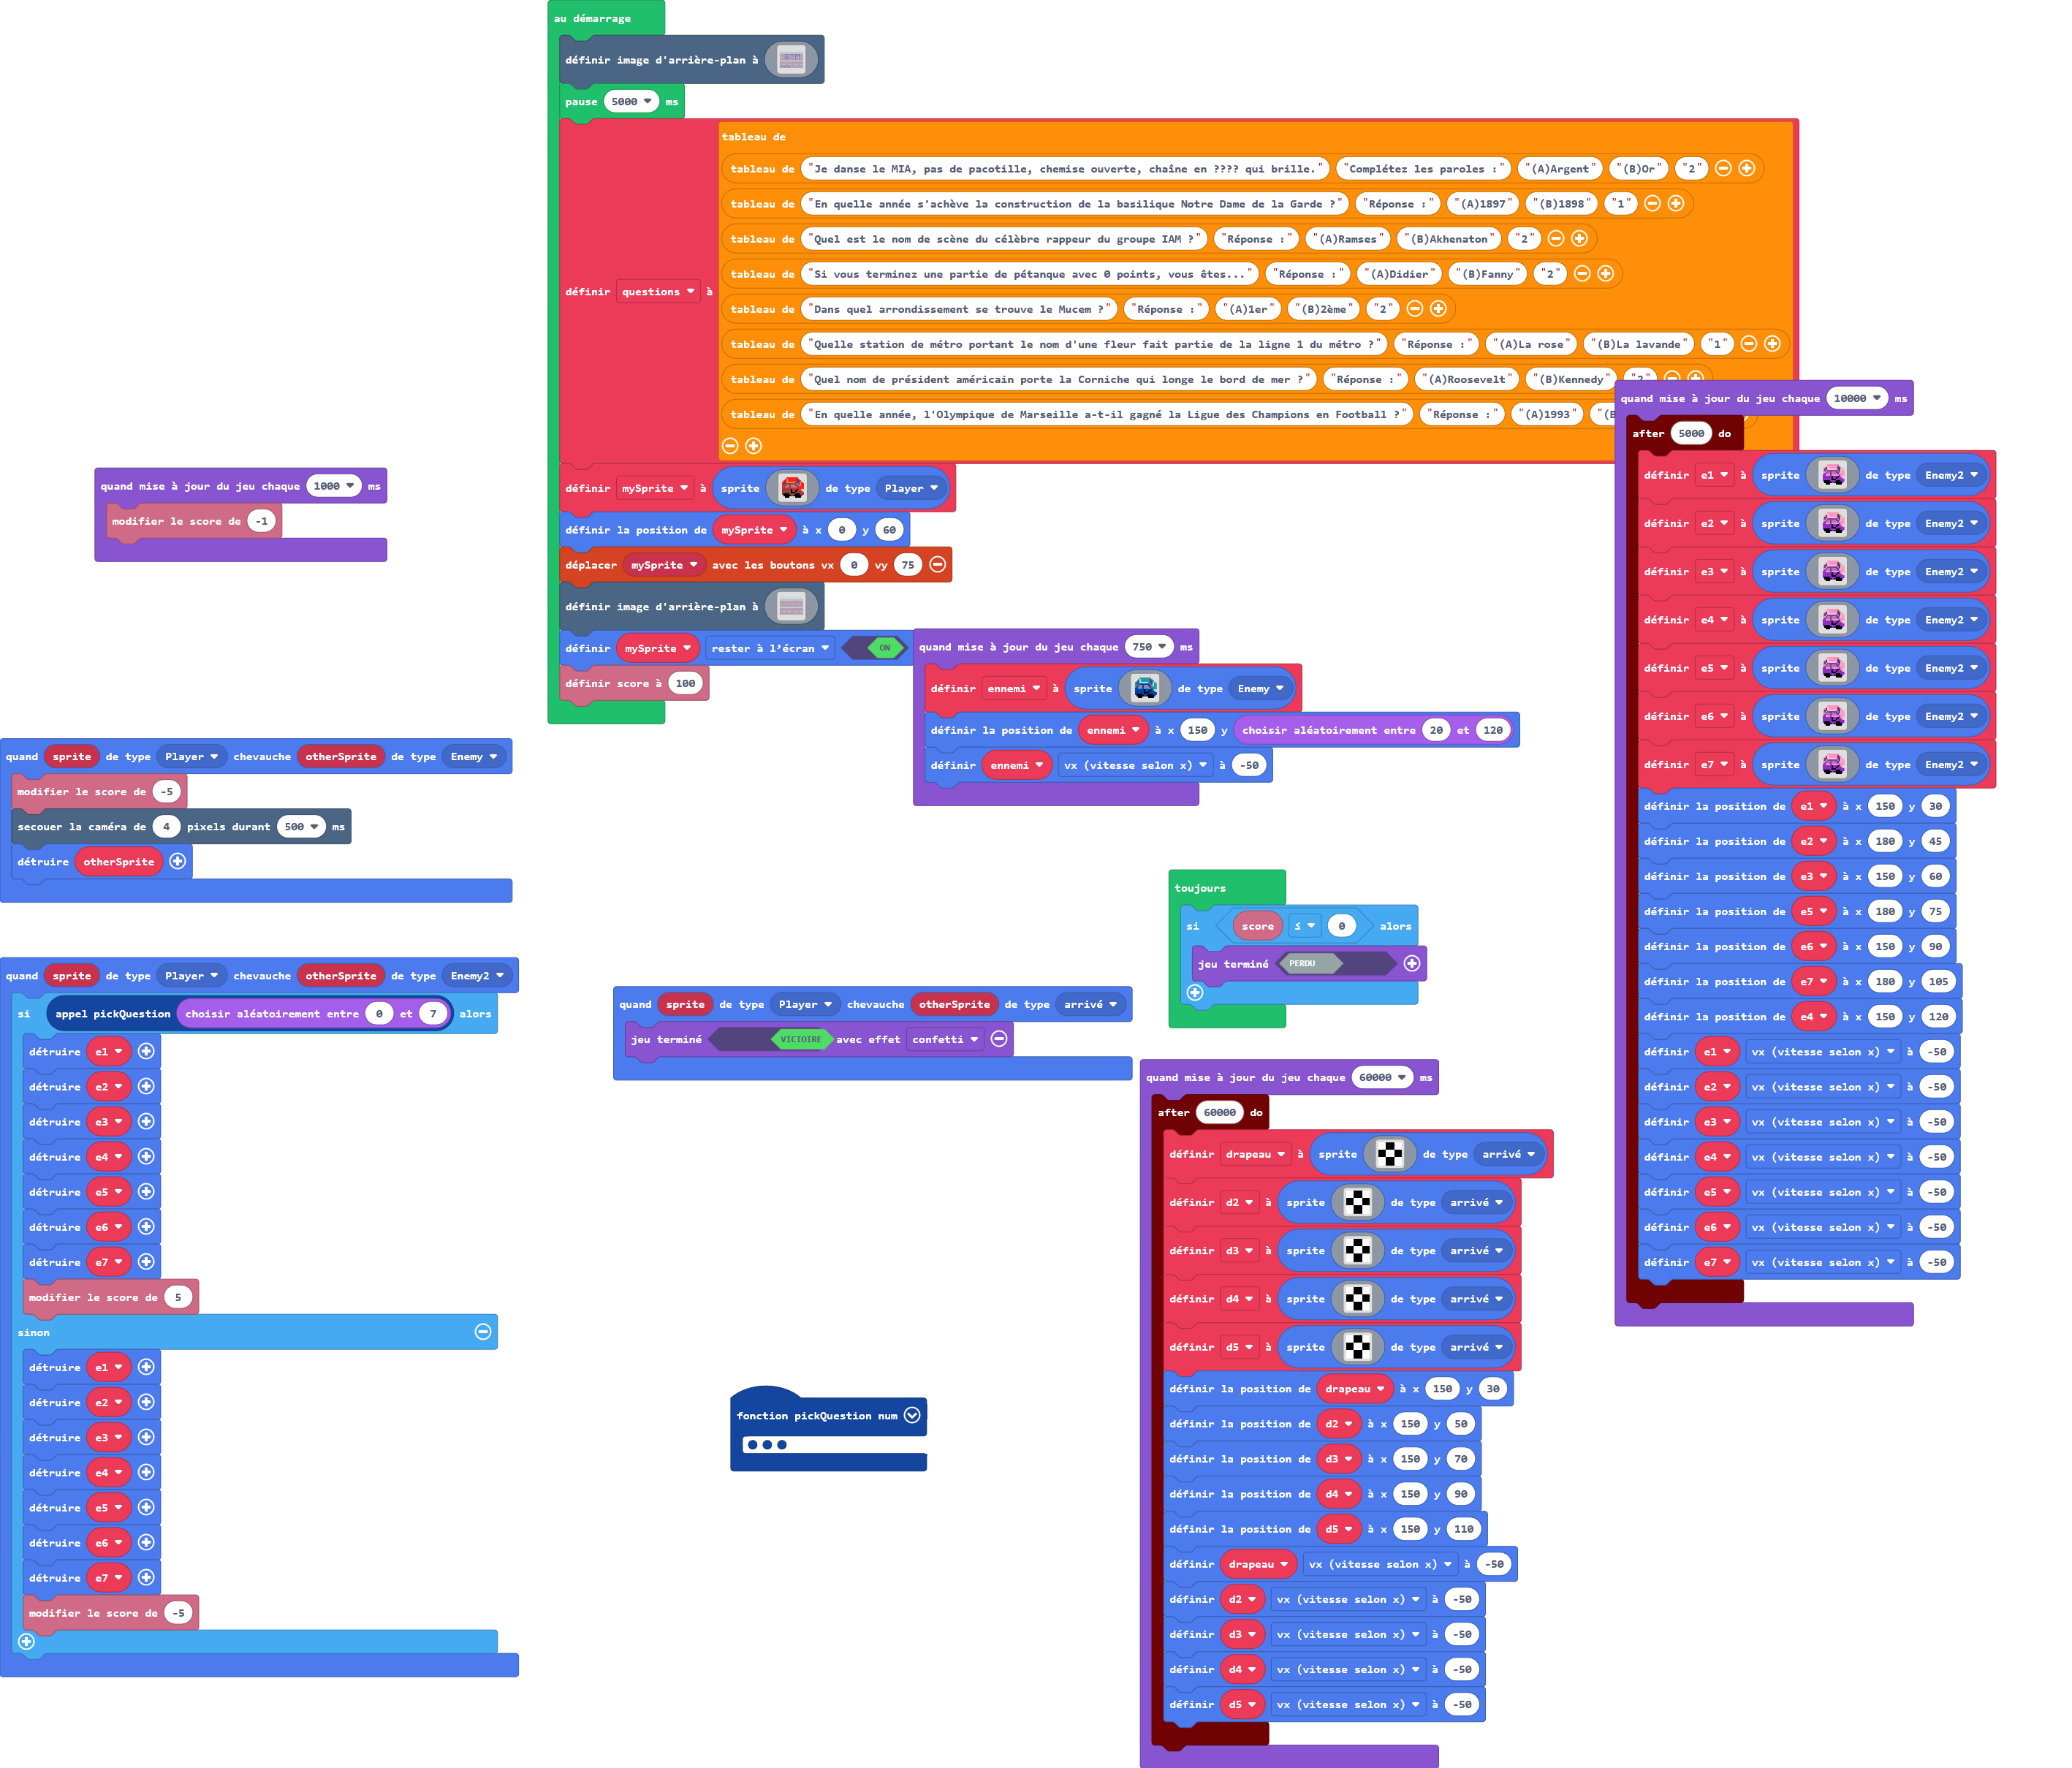 au démarrage
définir image d'arrière-plan à
pause 5000 ms
définir questions à
tableau de
tableau de "Je danse le MIA, pas de pacotille, chemise ouverte, chaîne en ???? qui brille." "Complétez les paroles :" "(A)Argent" "(B)Or" "2"
tableau de "En quelle année s'achève la construction de la basilique Notre Dame de la Garde ?" "Réponse :" "(A)1897" "(B)1898" "1"
tableau de "Quel est le nom de scène du célèbre rappeur du groupe IAM ?" "Réponse :" "(A)Ramses" "(B)Akhenaton" "2"
tableau de "Si vous terminez une partie de pétanque avec 0 points, vous êtes..." "Réponse :" "(A)Didier" "(B)Fanny" "2"
tableau de "Dans quel arrondissement se trouve le Mucem ?" "Réponse :" "(A)1er" "(B)2ème" "2"
tableau de "Quelle station de métro portant le nom d'une fleur fait partie de la ligne 1 du métro ?" "Réponse :" "(A)La rose" "(B)La lavande" "1"
tableau de "Quel nom de président américain porte la Corniche qui longe le bord de mer ?" "Réponse :" "(A)Roosevelt" "(B)Kennedy"
tableau de "En quelle année, l'Olympique de Marseille a-t-il gagné la Ligue des Champions en Football ?" "Réponse :" "(A)1993" "(B
définir mySprite à sprite de type Player
définir la position de mySprite à x 0 y 60
déplacer mySprite avec les boutons vx 0 vy 75
définir image d'arrière-plan à
définir mySprite rester à l'écran ON
définir score à 100
quand mise à jour du jeu chaque 1000 ms
modifier le score de -1
quand mise à jour du jeu chaque 750 ms
définir ennemi à sprite de type Enemy
définir la position de ennemi à x 150 y choisir aléatoirement entre 20 et 120
définir ennemi vx (vitesse selon x) à -50
quand sprite de type Player chevauche otherSprite de type Enemy
modifier le score de -5
secouer la caméra de 4 pixels durant 500 ms
détruire otherSprite
quand sprite de type Player chevauche otherSprite de type Enemy2
si appel pickQuestion choisir aléatoirement entre 0 et 7 alors
détruire e1
détruire e2
détruire e3
détruire e4
détruire e5
détruire e6
détruire e7
modifier le score de 5
sinon
détruire e1
détruire e2
détruire e3
détruire e4
détruire e5
détruire e6
détruire e7
modifier le score de -5
quand sprite de type Player chevauche otherSprite de type arrivé
jeu terminé VICTOIRE avec effet confetti
toujours
si score ≤ 0 alors
jeu terminé PERDU
fonction pickQuestion num
quand mise à jour du jeu chaque 60000 ms
after 60000 do
définir drapeau à sprite de type arrivé
définir d2 à sprite de type arrivé
définir d3 à sprite de type arrivé
définir d4 à sprite de type arrivé
définir d5 à sprite de type arrivé
définir la position de drapeau à x 150 y 30
définir la position de d2 à x 150 y 50
définir la position de d3 à x 150 y 70
définir la position de d4 à x 150 y 90
définir la position de d5 à x 150 y 110
définir drapeau vx (vitesse selon x) à -50
définir d2 vx (vitesse selon x) à -50
définir d3 vx (vitesse selon x) à -50
définir d4 vx (vitesse selon x) à -50
définir d5 vx (vitesse selon x) à -50
quand mise à jour du jeu chaque 10000 ms
after 5000 do
définir e1 à sprite de type Enemy2
définir e2 à sprite de type Enemy2
définir e3 à sprite de type Enemy2
définir e4 à sprite de type Enemy2
définir e5 à sprite de type Enemy2
définir e6 à sprite de type Enemy2
définir e7 à sprite de type Enemy2
définir la position de e1 à x 150 y 30
définir la position de e2 à x 180 y 45
définir la position de e3 à x 150 y 60
définir la position de e5 à x 180 y 75
définir la position de e6 à x 150 y 90
définir la position de e7 à x 180 y 105
définir la position de e4 à x 150 y 120
définir e1 vx (vitesse selon x) à -50
définir e2 vx (vitesse selon x) à -50
définir e3 vx (vitesse selon x) à -50
définir e4 vx (vitesse selon x) à -50
définir e5 vx (vitesse selon x) à -50
définir e6 vx (vitesse selon x) à -50
définir e7 vx (vitesse selon x) à -50